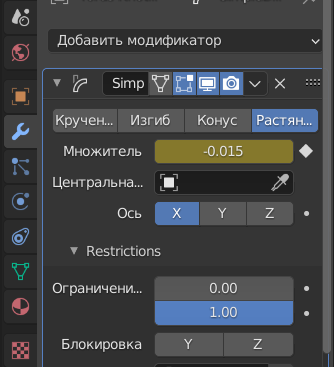 Добавить модификатор
Simp
Кручен... Изгиб Конус Растян...
Множитель -0.015
Центральна...
Ось X Y Z
Restrictions
Ограничени... 0.00
1.00
Блокировка Y Z